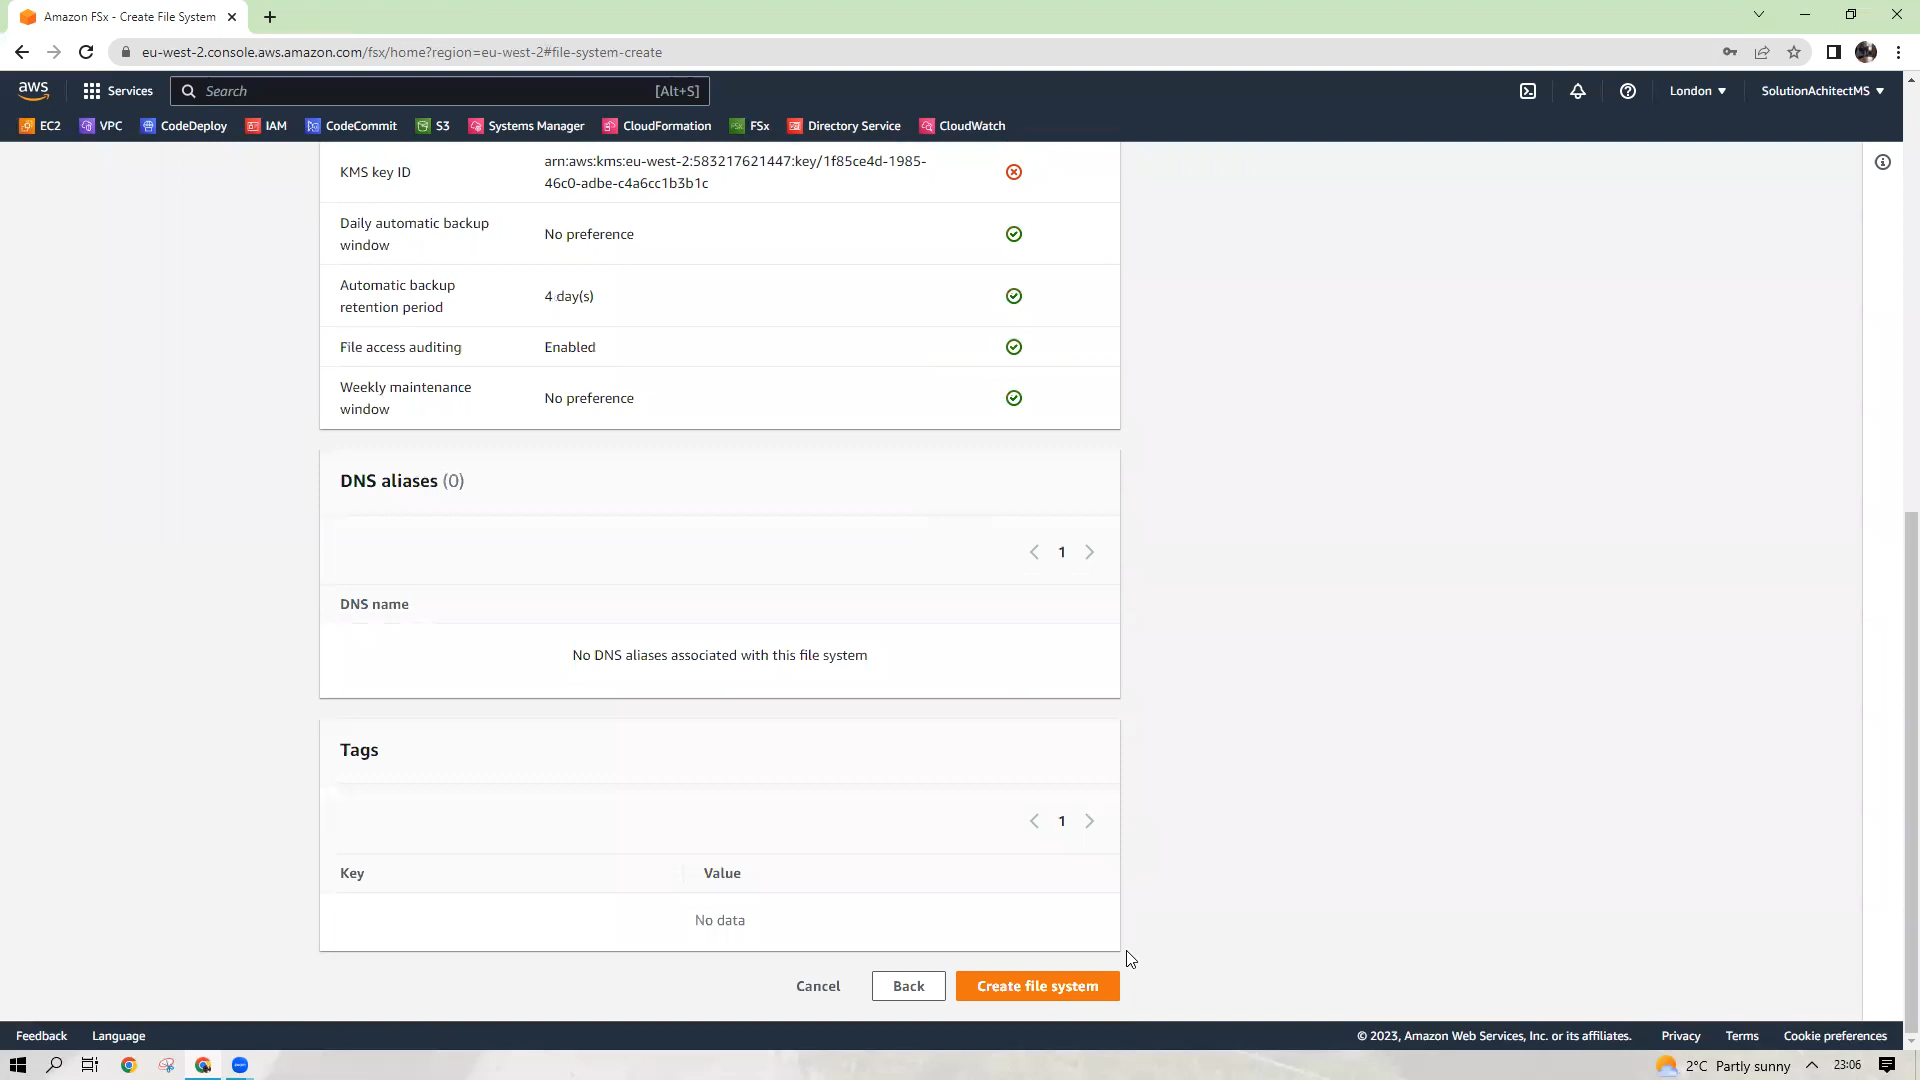 Amazon FSx - Create File System
eu-west-2.console.aws.amazon.com/fsx/home?region=eu-west-2#file-system-create
aws
Services
Search
[Alt+S]
London
SolutionAchitectMS
EC2
VPC
CodeDeploy
IAM
CodeCommit
S3
Systems Manager
CloudFormation
FSx
Directory Service
CloudWatch
KMS key ID
arn:aws:kms:eu-west-2:583217621447:key/1f85ce4d-1985-
46c0-adbe-c4a6cc1b3b1c
Daily automatic backup
window
No preference
Automatic backup
retention period
4 day(s)
File access auditing
Enabled
Weekly maintenance
window
No preference
DNS aliases (0)
1
DNS name
No DNS aliases associated with this file system
Tags
1
Key
Value
No data
Cancel
Back
Create file system
Feedback
Language
© 2023, Amazon Web Services, Inc. or its affiliates.
Privacy
Terms
Cookie preferences
2°C Partly sunny
23:06